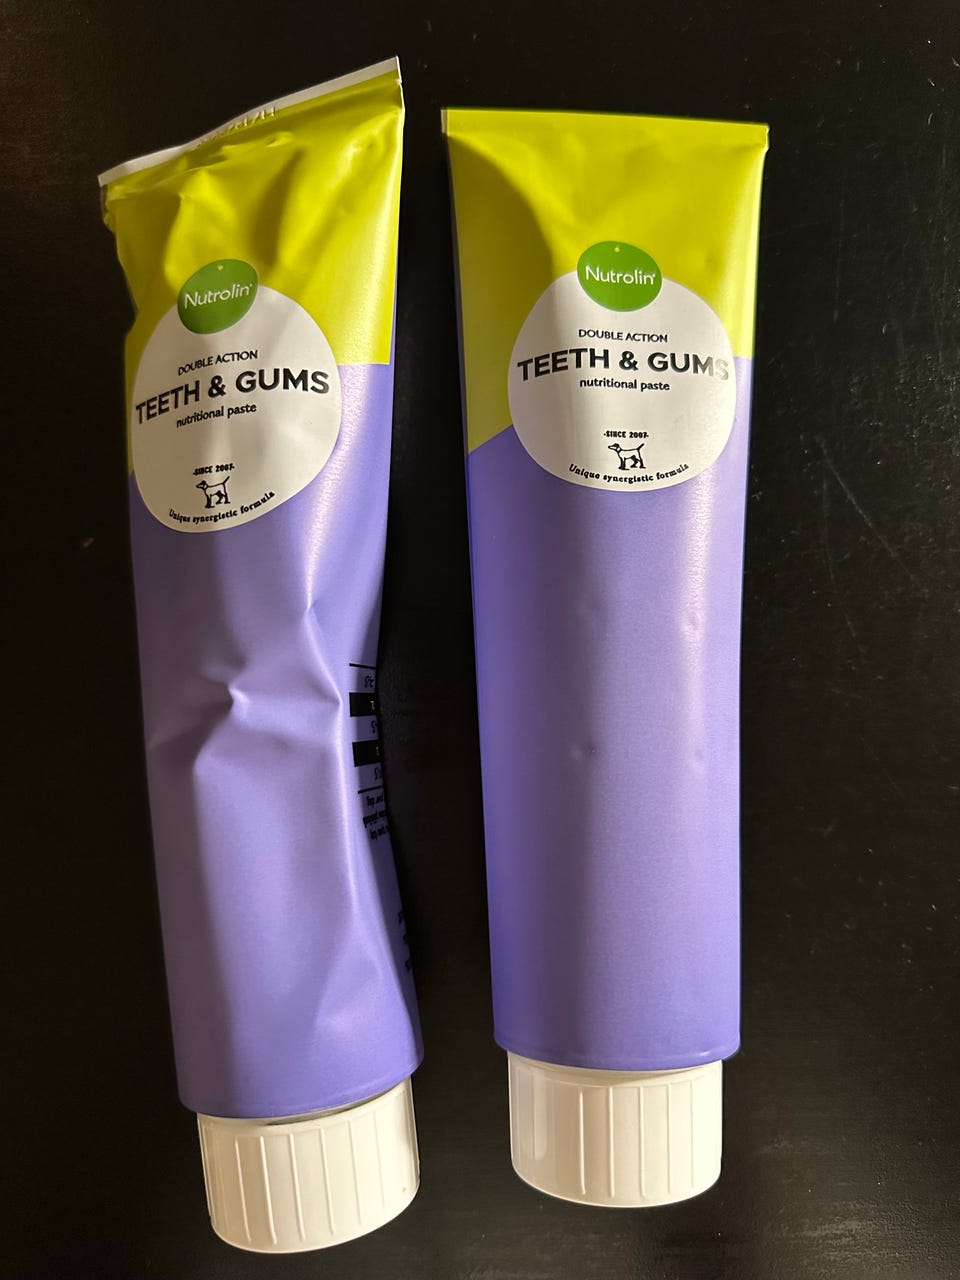 Nutrolin®
DOUBLE ACTION
TEETH & GUMS
nutritional paste
-SINCE 2007-
Unique synergistic formula
Nutrolin®
DOUBLE ACTION
TEETH & GUMS
nutritional paste
-SINCE 2007-
Unique synergistic formula